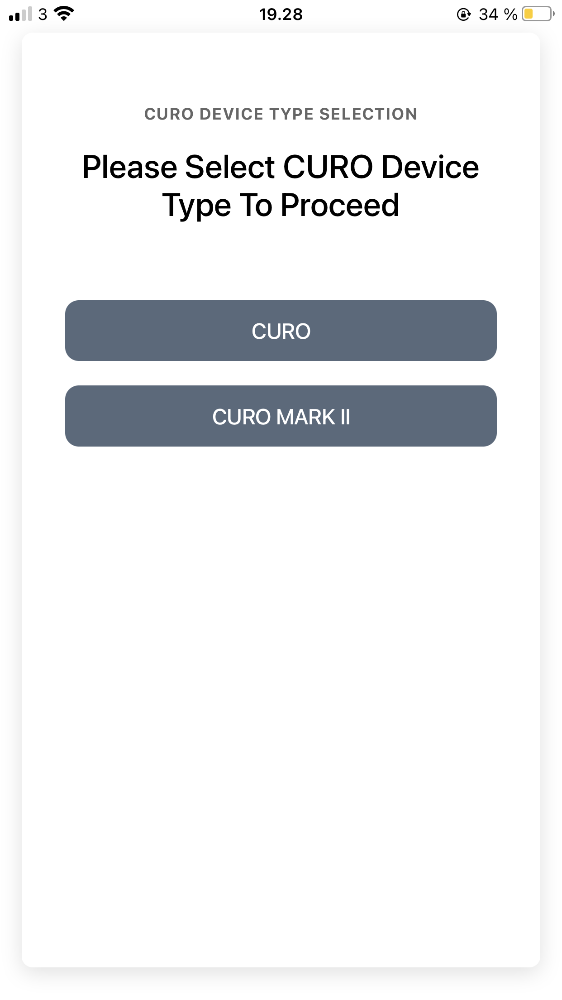 3 19.28 34 %
CURO DEVICE TYPE SELECTION
Please Select CURO Device
Type To Proceed
CURO
CURO MARK II